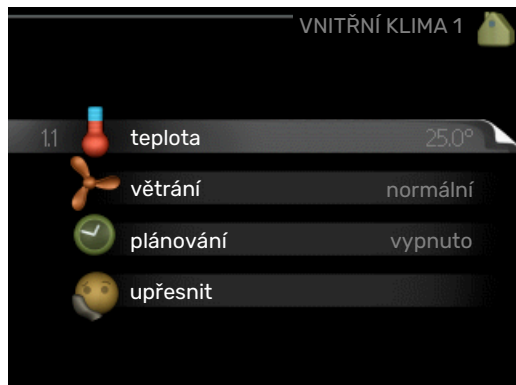 VNITŘNÍ KLIMA 1
1.1 teplota 25.0°
větrání normální
plánování vypnuto
upřesnit